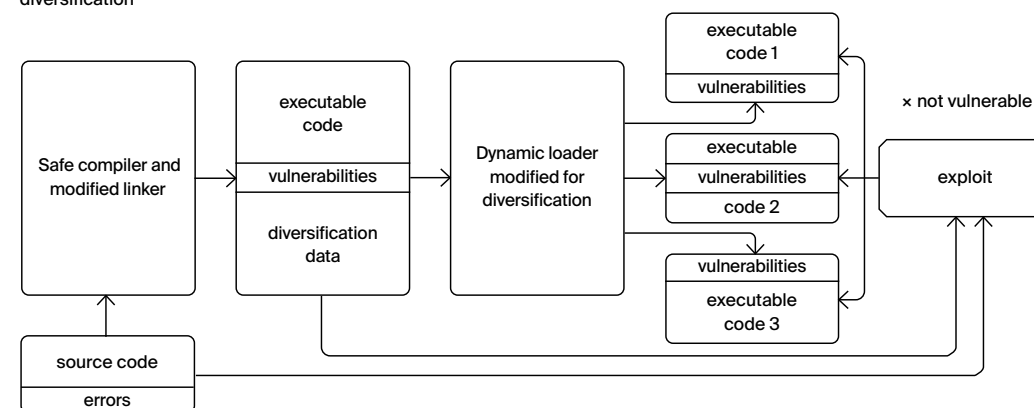 diversification
executable
code 1
vulnerabilities
× not vulnerable
executable
code
Safe compiler and
modified linker
vulnerabilities
diversification
data
Dynamic loader
modified for
diversification
executable
vulnerabilities
code 2
exploit
vulnerabilities
executable
code 3
source code
errors